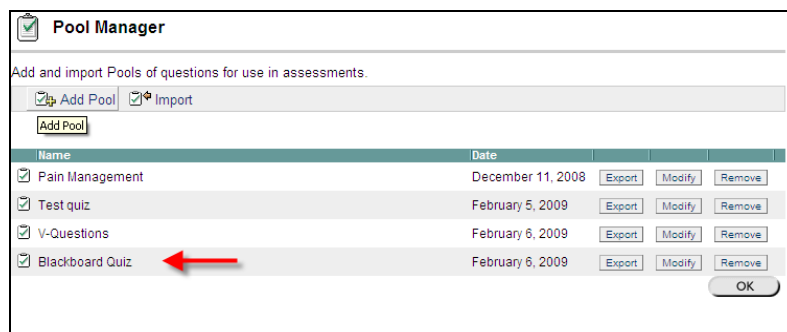 Pool Manager
Add and import Pools of questions for use in assessments.
Add Pool Import
Add Pool
Name Date
Pain Management December 11, 2008 Export Modify Remove
Test quiz February 5, 2009 Export Modify Remove
V-Questions February 6, 2009 Export Modify Remove
Blackboard Quiz February 6, 2009 Export Modify Remove
OK